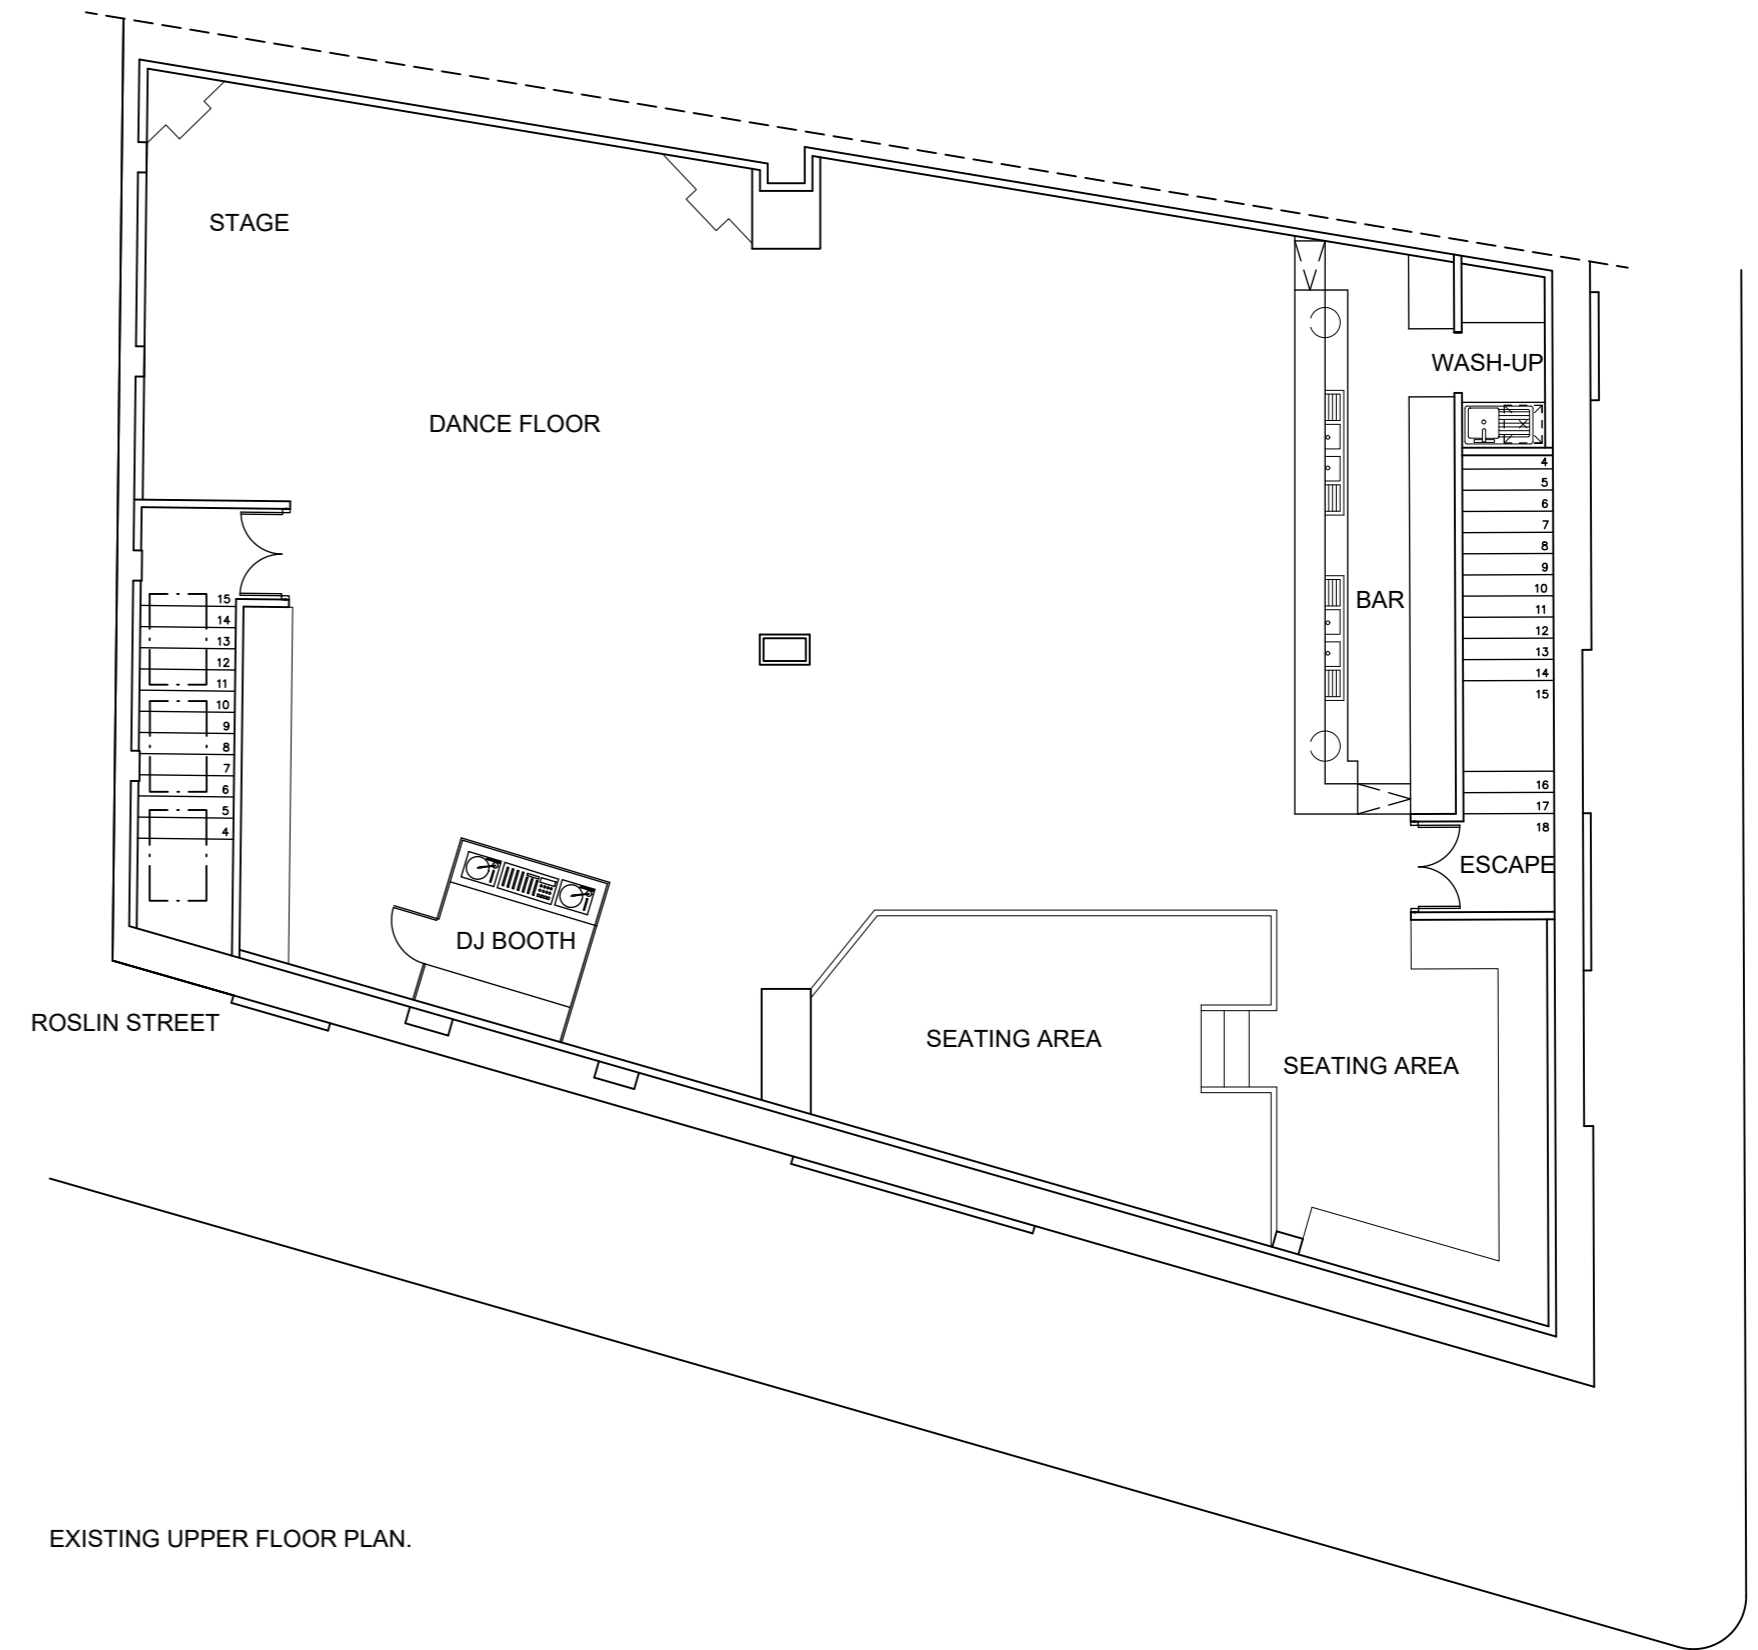 STAGE
DANCE FLOOR
WASH-UP
4
5
6
7
8
9
10
11
12
13
14
15
16
17
18
BAR
15
14
13
12
11
10
9
8
7
6
5
4
ESCAPE
DJ BOOTH
ROSLIN STREET
SEATING AREA
SEATING AREA
EXISTING UPPER FLOOR PLAN.